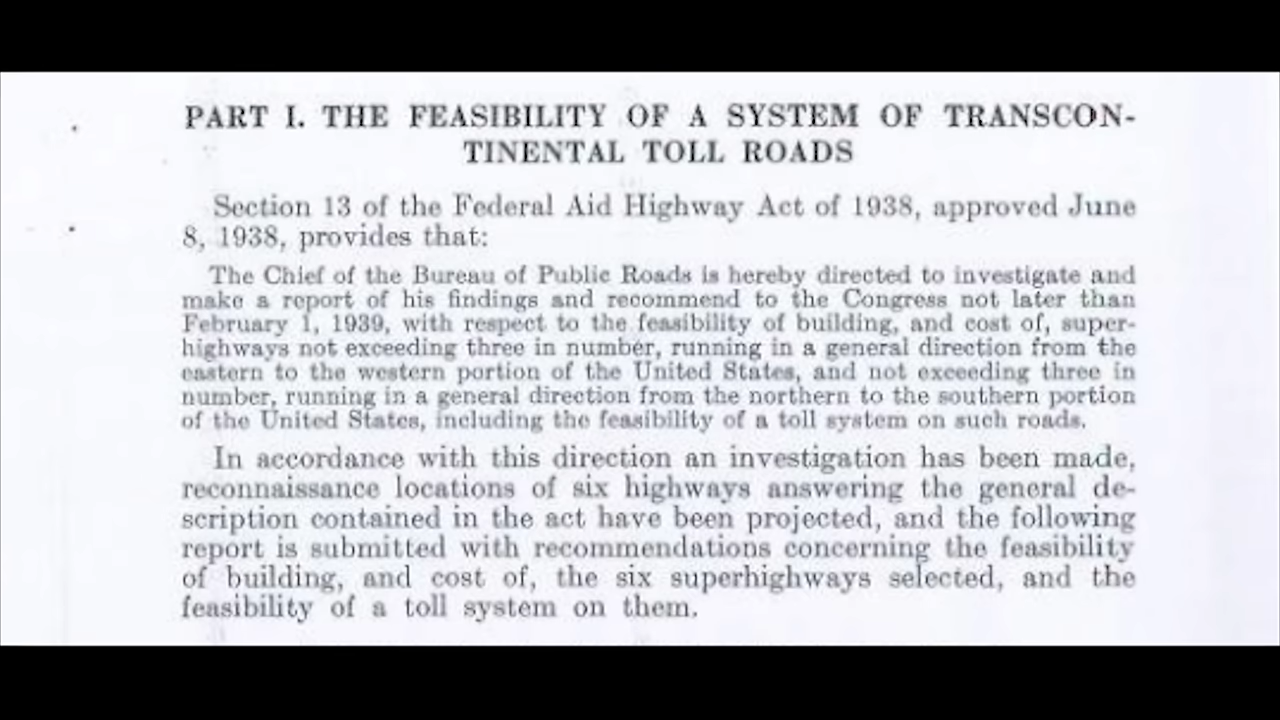 PART I. THE FEASIBILITY OF A SYSTEM OF TRANSCON-
TINENTAL TOLL ROADS
Section 13 of the Federal Aid Highway Act of 1938, approved June
8, 1938, provides that:
The Chief of the Bureau of Public Roads is hereby directed to investigate and
make a report of his findings and recommend to the Congress not later than
February 1, 1939, with respect to the feasibility of building, and cost of, super-
highways not exceeding three in number, running in a general direction from the
eastern to the western portion of the United States, and not exceeding three in
number, running in a general direction from the northern to the southern portion
of the United States, including the feasibility of a toll system on such roads.
In accordance with this direction an investigation has been made,
reconnaissance locations of six highways answering the general de-
scription contained in the act have been projected, and the following
report is submitted with recommendations concerning the feasibility
of building, and cost of, the six superhighways selected, and the
feasibility of a toll system on them.